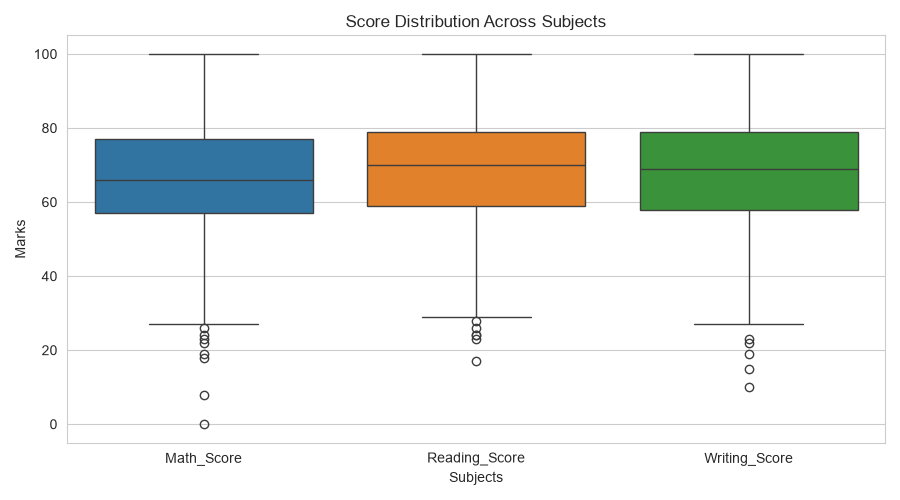 Score Distribution Across Subjects
100
80
60
40
20
0
Marks
Math_Score
Reading_Score
Writing_Score
Subjects